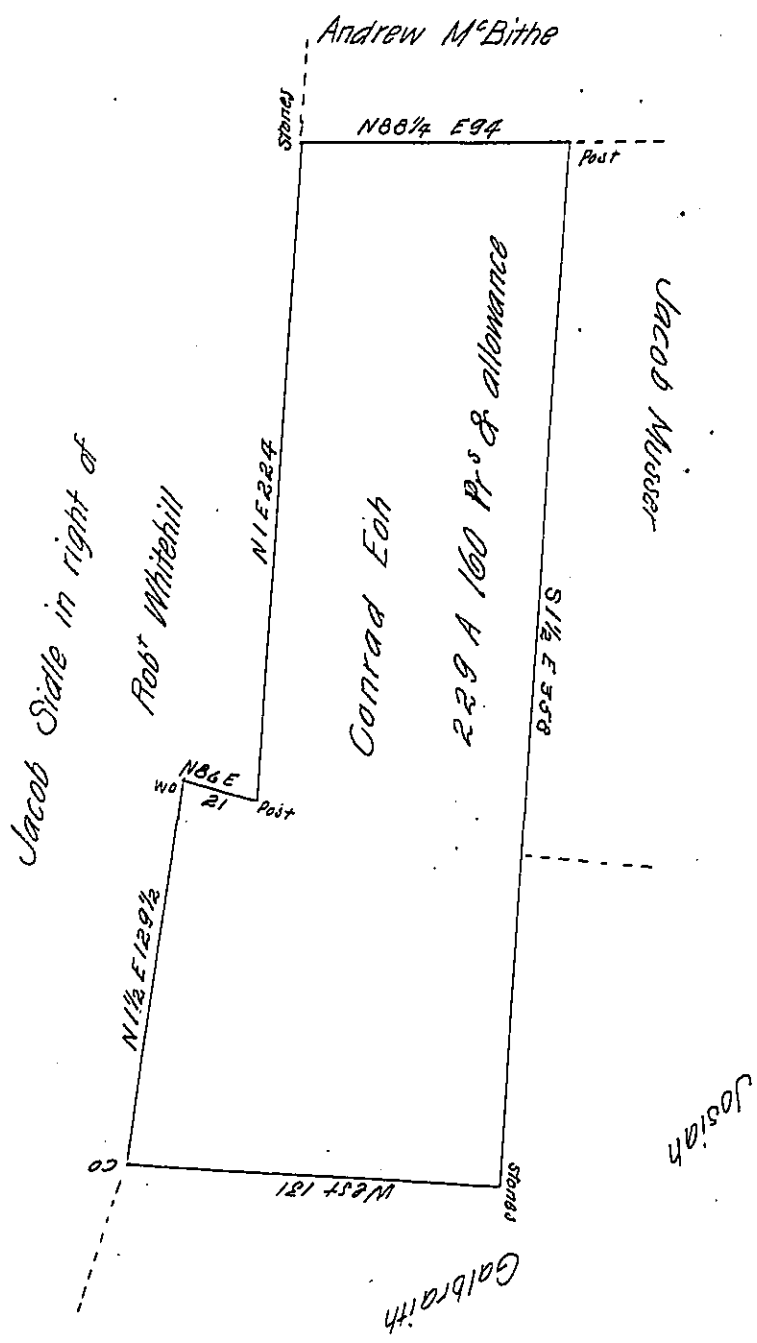 Andrew McBithe
Stones
N88¼ E94
Post
Jacob Musser
229 A 160 Prs & allowance
Conrad Eoh
N1E224
Jacob Sidle in right of
Robt Whitehill
S1½ E 358
WO
N86E
21
Post
N1½ E129½
CO
West 131
Stones
Josiah
Galbraith